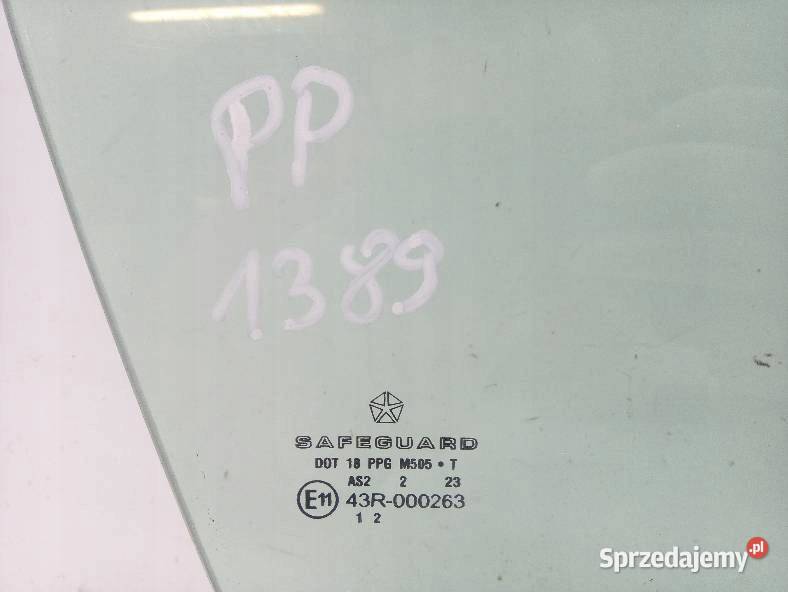 PP
1389
SAFEGUARD
DOT 18 PPG M505 • T
AS2 2 23
E11 43R-000263
1 2
Sprzedajemy.pl